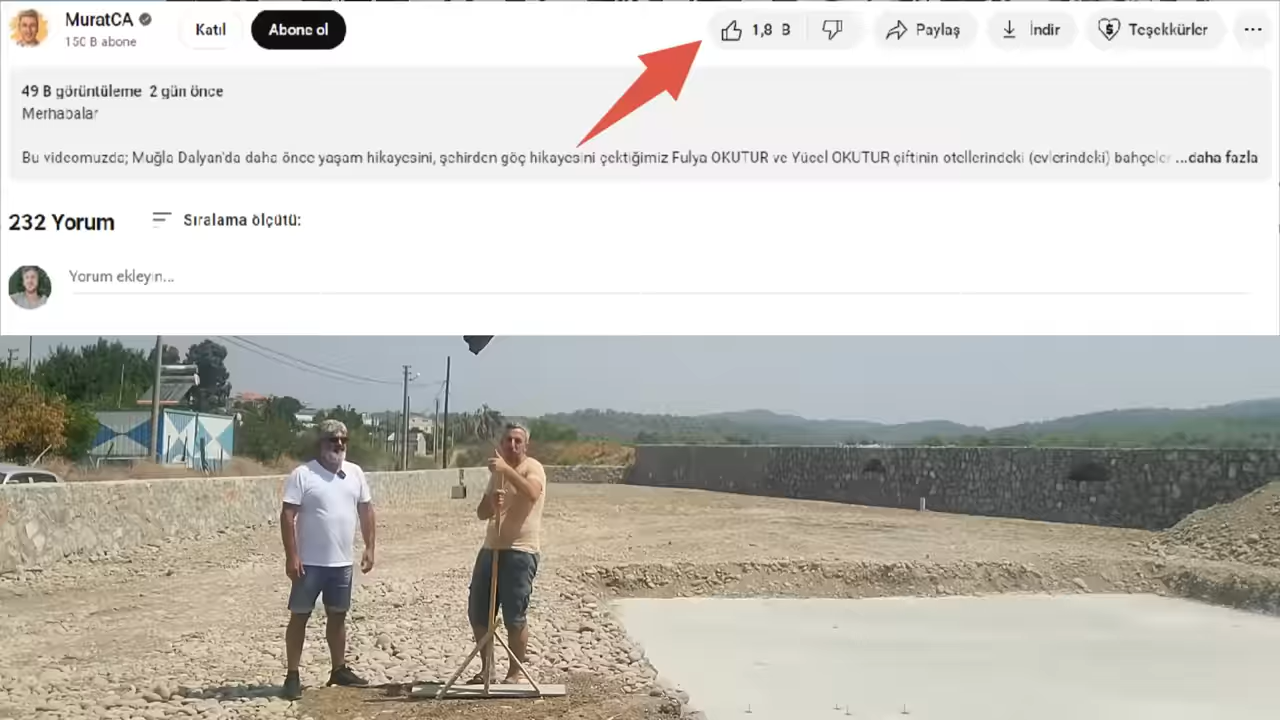 MuratCA
150 B abone
Katıl
Abone ol
1,8 B
Paylaş
İndir
Teşekkürler
49 B görüntüleme 2 gün önce
Merhabalar
Bu videomuzda; Muğla Dalyan'da daha önce yaşam hikayesini, şehirden göç hikayesini çektiğimiz Fulya OKUTUR ve Yücel OKUTUR çiftinin otellerindeki (evlerindeki) bahçeler ...daha fazla
232 Yorum
Sıralama ölçütü:
Yorum ekleyin...